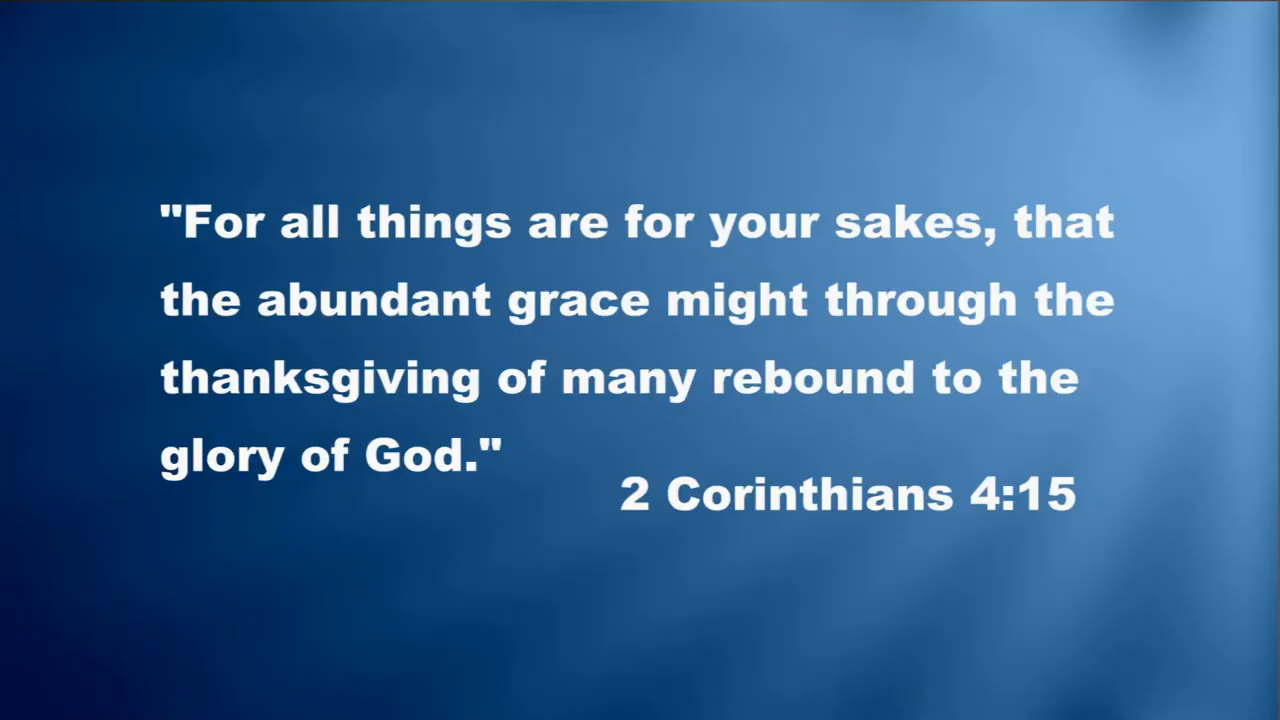 "For all things are for your sakes, that
the abundant grace might through the
thanksgiving of many rebound to the
glory of God."
2 Corinthians 4:15